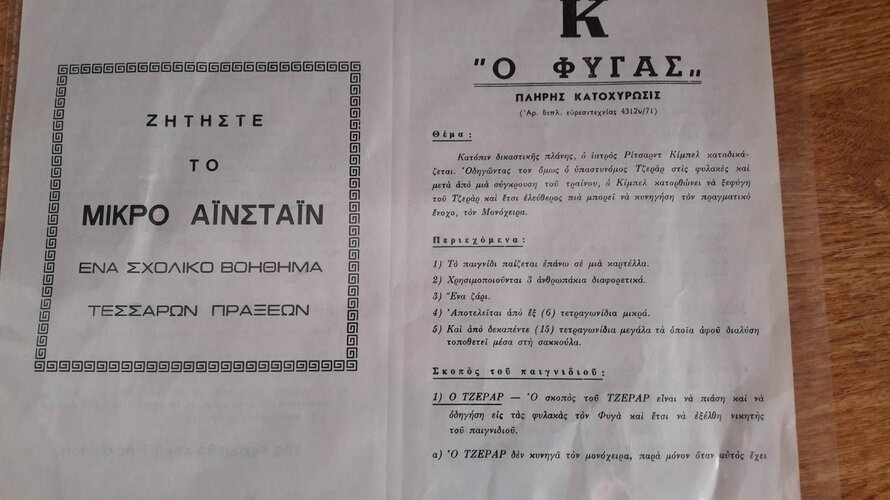 ΖΗΤΗΣΤΕ
ΤΟ
ΜΙΚΡΟ ΑΪΝΣΤΑΪΝ
ΕΝΑ ΣΧΟΛΙΚΟ ΒΟΗΘΗΜΑ
ΤΕΣΣΑΡΩΝ ΠΡΑΞΕΩΝ
Κ
"Ο ΦΥΓΑΣ„
ΠΛΗΡΗΣ ΚΑΤΟΧΥΡΩΣΙΣ
(Ἀρ. διπλ. εὑρεσιτεχνίας 43124/71)
Θέμα :
Κατόπιν δικαστικῆς πλάνης, ὁ ἰατρὸς Ρίτσαρντ Κίμπελ καταδικά-
ζεται. Ὁδηγῶντας τον ὅμως ὁ ὑπαστυνόμος Τζερὰρ στὶς φυλακὲς καὶ
μετὰ ἀπὸ μιὰ σύγκρουση τοῦ τραίνου, ὁ Κίμπελ κατορθώνει νὰ ξεφύγη
τοῦ Τζερὰρ καὶ ἔτσι ἐλεύθερος πιὰ μπορεῖ νὰ κυνηγήση τὸν πραγματικὸ
ἔνοχο, τὸν Μονόχειρα.
Περιεχόμενα :
1) Τὸ παιγνίδι παίζεται ἐπάνω σὲ μιὰ καρτέλλα.
2) Χρησιμοποιοῦνται 3 ἀνθρωπάκια διαφορετικά.
3) Ἕνα ζάρι.
4) Ἀποτελεῖται ἀπὸ ἕξ (6) τετραγωνίδια μικρά.
5) Καὶ ἀπὸ δεκαπέντε (15) τετραγωνίδια μεγάλα τὰ ὁποῖα ἀφοῦ διαλύση
τοποθετεῖ μέσα στὴ σακκούλα.
Σκοπὸς τοῦ παιγνιδιοῦ :
1) Ο ΤΖΕΡΑΡ — Ὁ σκοπὸς τοῦ ΤΖΕΡΑΡ εἶναι νὰ πιάση καὶ νὰ
ὁδηγήση εἰς τὰς φυλακὰς τὸν Φυγὰ καὶ ἔτσι νὰ ἐξέλθη νικητὴς
τοῦ παιγνιδιοῦ.
α) Ὁ ΤΖΕΡΑΡ δὲν κυνηγᾶ τὸν μονόχειρα, παρὰ μόνον ὅταν αὐτὸς ἔχει